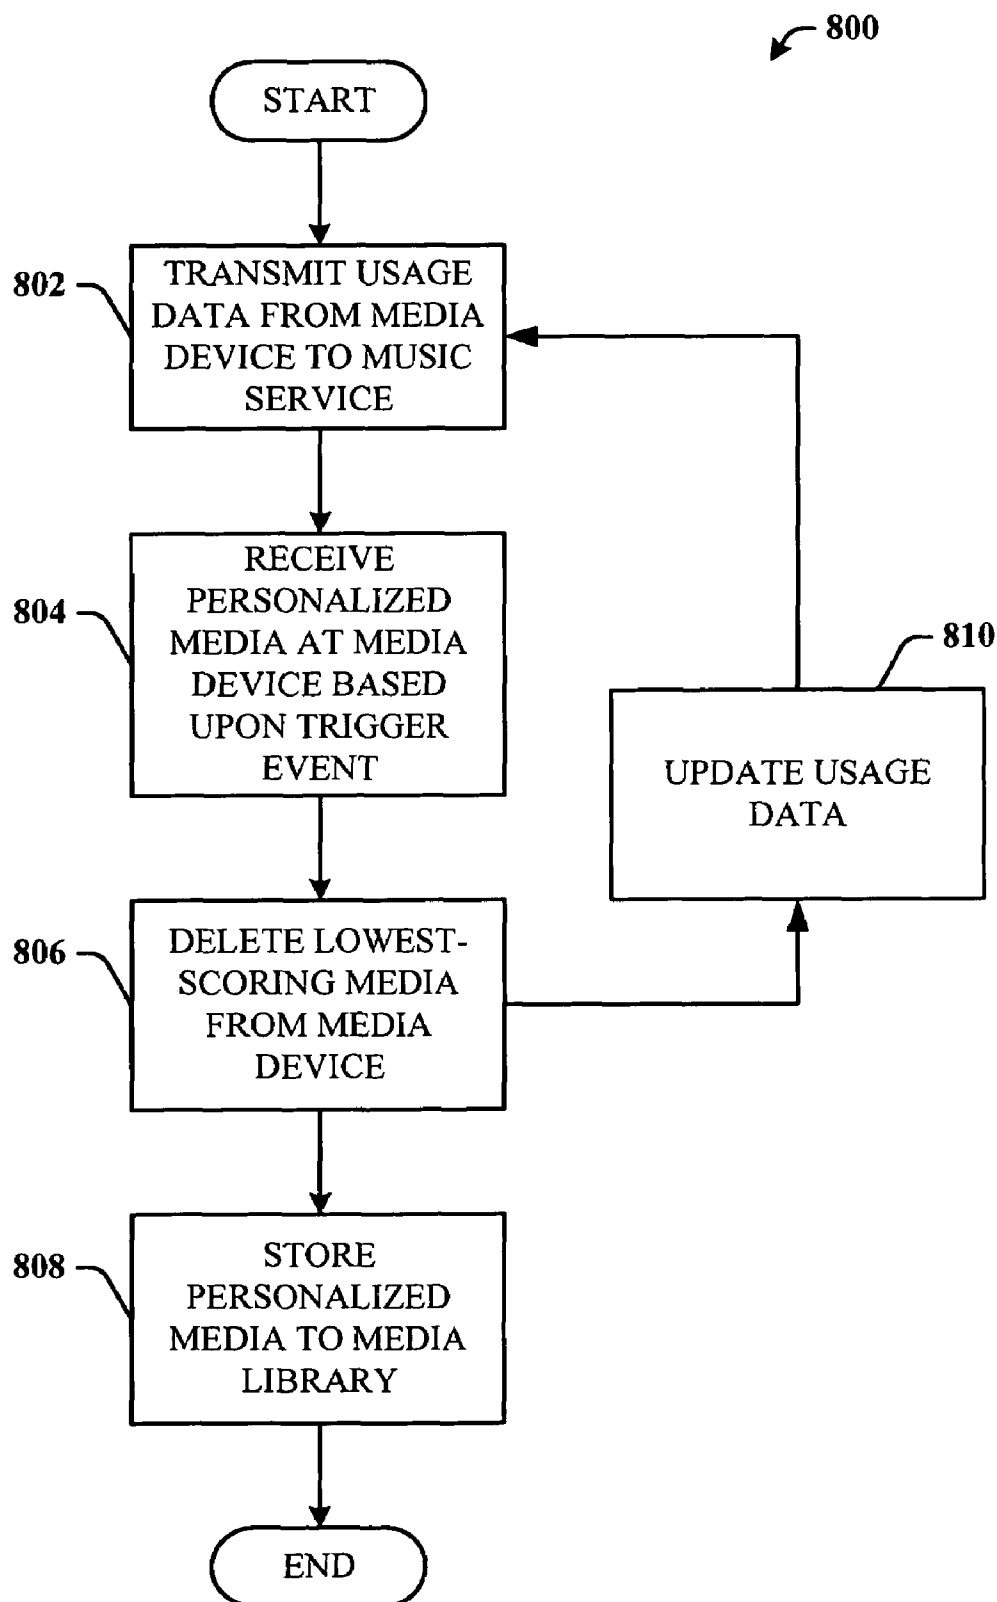 800
START
802
TRANSMIT USAGE
DATA FROM MEDIA
DEVICE TO MUSIC
SERVICE
804
RECEIVE
PERSONALIZED
MEDIA AT MEDIA
DEVICE BASED
UPON TRIGGER
EVENT
810
UPDATE USAGE
DATA
806
DELETE LOWEST-
SCORING MEDIA
FROM MEDIA
DEVICE
808
STORE
PERSONALIZED
MEDIA TO MEDIA
LIBRARY
END